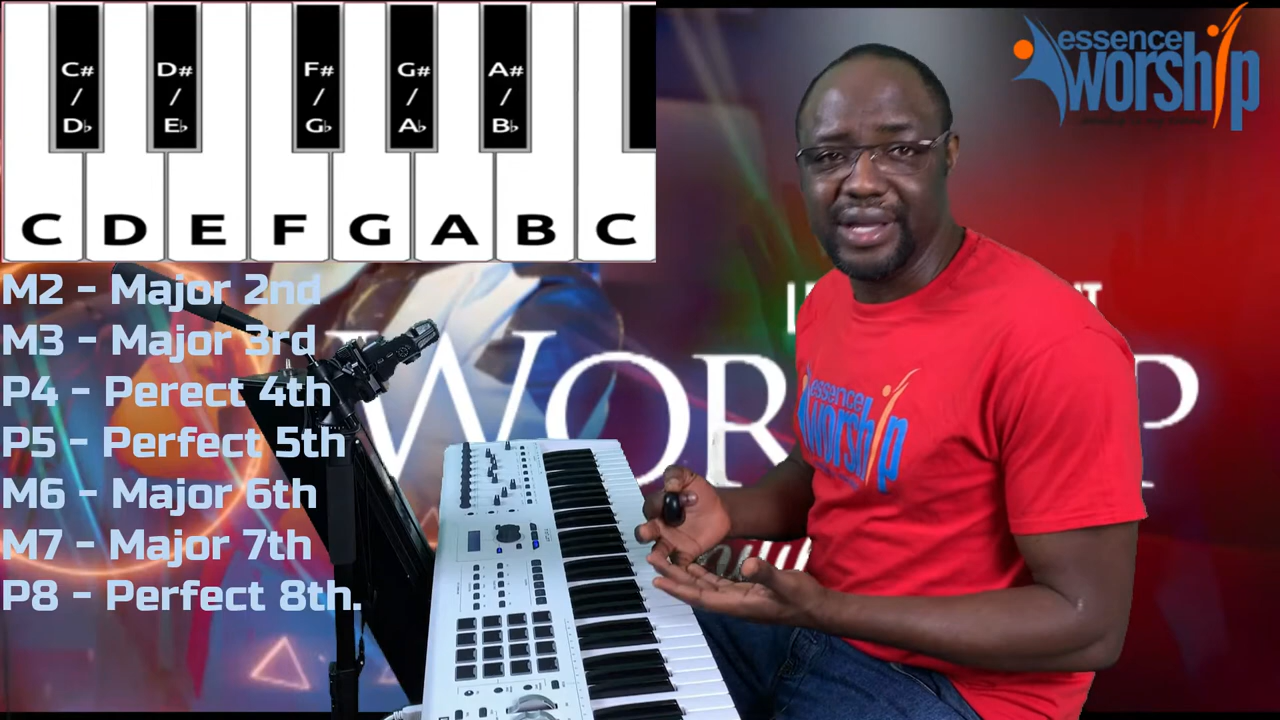 C# D# F# G# A#
/ / / / /
D♭ E♭ G♭ A♭ B♭
C D E F G A B C
M2 - Major 2nd
M3 - Major 3rd
P4 - Perect 4th
P5 - Perfect 5th
M6 - Major 6th
M7 - Major 7th
P8 - Perfect 8th.
essence
worship
essence
worship